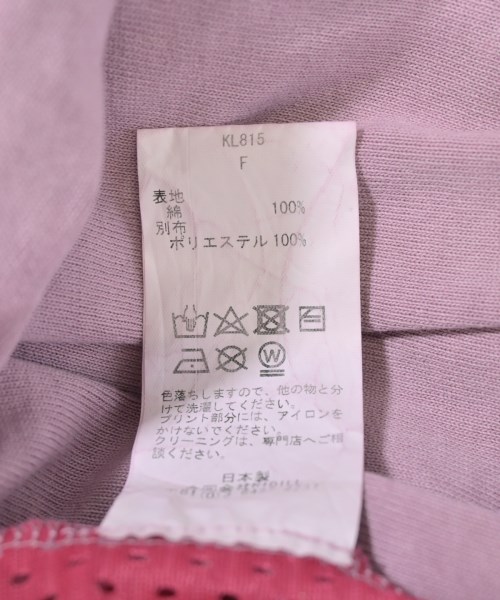 KL815
F
表地
綿 100%
別布
ポリエステル 100%
色落ちしますので、他の物と分
けて洗濯してください。
プリント部分には、アイロンを
かけないでください。
クリーニングは、専門店へご相
談ください。
日本製